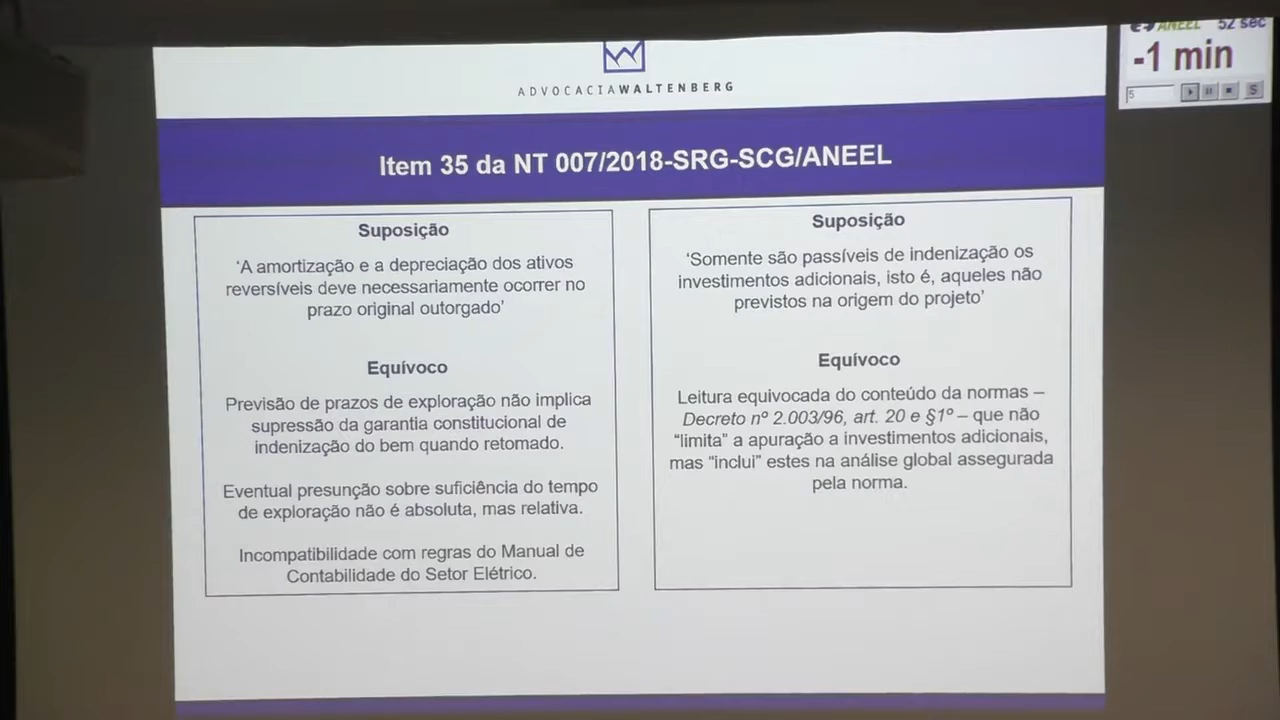 ADVOCACIAWALTENBERG
ANEEL 52 sec
-1 min
5
S
Item 35 da NT 007/2018-SRG-SCG/ANEEL
Suposição
‘A amortização e a depreciação dos ativos
reversíveis deve necessariamente ocorrer no
prazo original outorgado’
Equívoco
Previsão de prazos de exploração não implica
supressão da garantia constitucional de
indenização do bem quando retomado.
Eventual presunção sobre suficiência do tempo
de exploração não é absoluta, mas relativa.
Incompatibilidade com regras do Manual de
Contabilidade do Setor Elétrico.
Suposição
‘Somente são passíveis de indenização os
investimentos adicionais, isto é, aqueles não
previstos na origem do projeto’
Equívoco
Leitura equivocada do conteúdo da normas –
Decreto nº 2.003/96, art. 20 e §1º – que não
“limita” a apuração a investimentos adicionais,
mas “inclui” estes na análise global assegurada
pela norma.